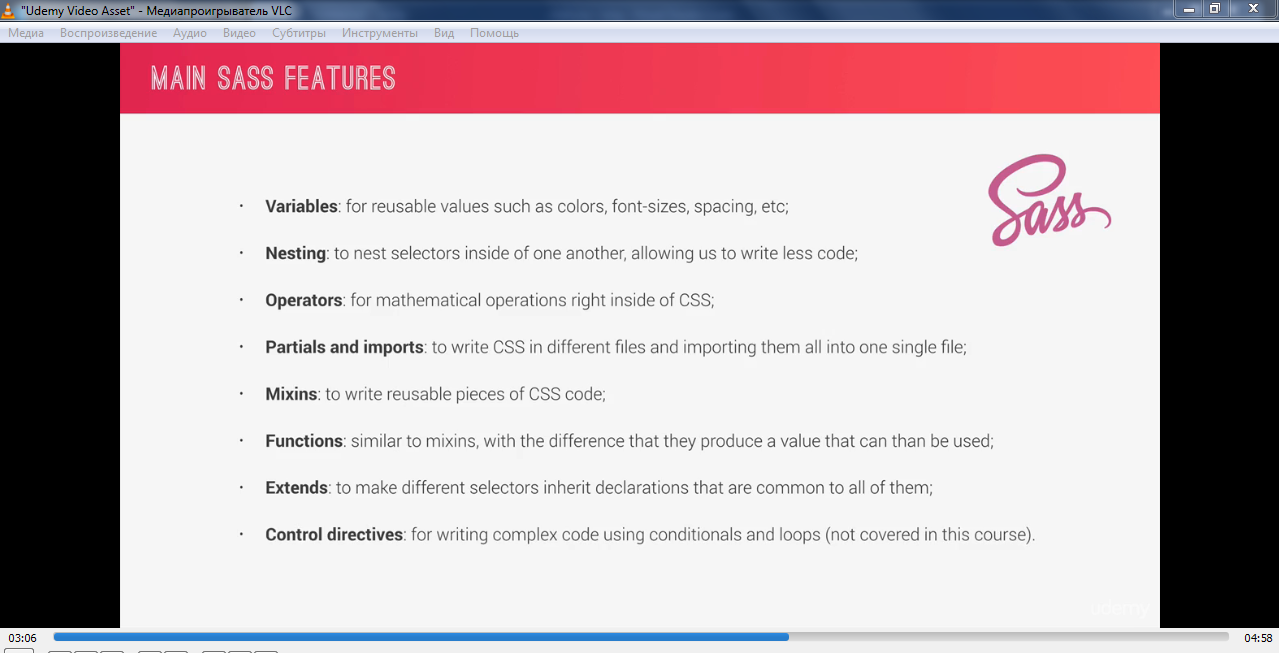 "Udemy Video Asset" - Медиапроигрыватель VLC
Медиа Воспроизведение Аудио Видео Субтитры Инструменты Вид Помощь
MAIN SASS FEATURES
Sass
· Variables: for reusable values such as colors, font-sizes, spacing, etc;
· Nesting: to nest selectors inside of one another, allowing us to write less code;
· Operators: for mathematical operations right inside of CSS;
· Partials and imports: to write CSS in different files and importing them all into one single file;
· Mixins: to write reusable pieces of CSS code;
· Functions: similar to mixins, with the difference that they produce a value that can than be used;
· Extends: to make different selectors inherit declarations that are common to all of them;
· Control directives: for writing complex code using conditionals and loops (not covered in this course).
udemy
03:06 04:58